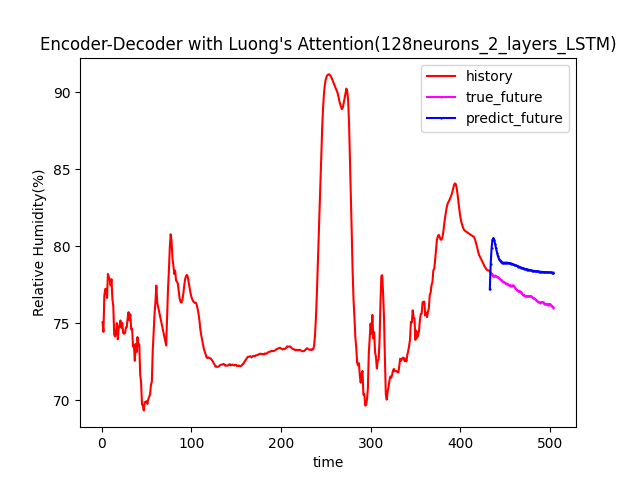 Encoder-Decoder with Luong's Attention(128neurons_2_layers_LSTM)
history
true_future
predict_future
90
85
80
75
70
Relative Humidity(%)
0 100 200 300 400 500
time